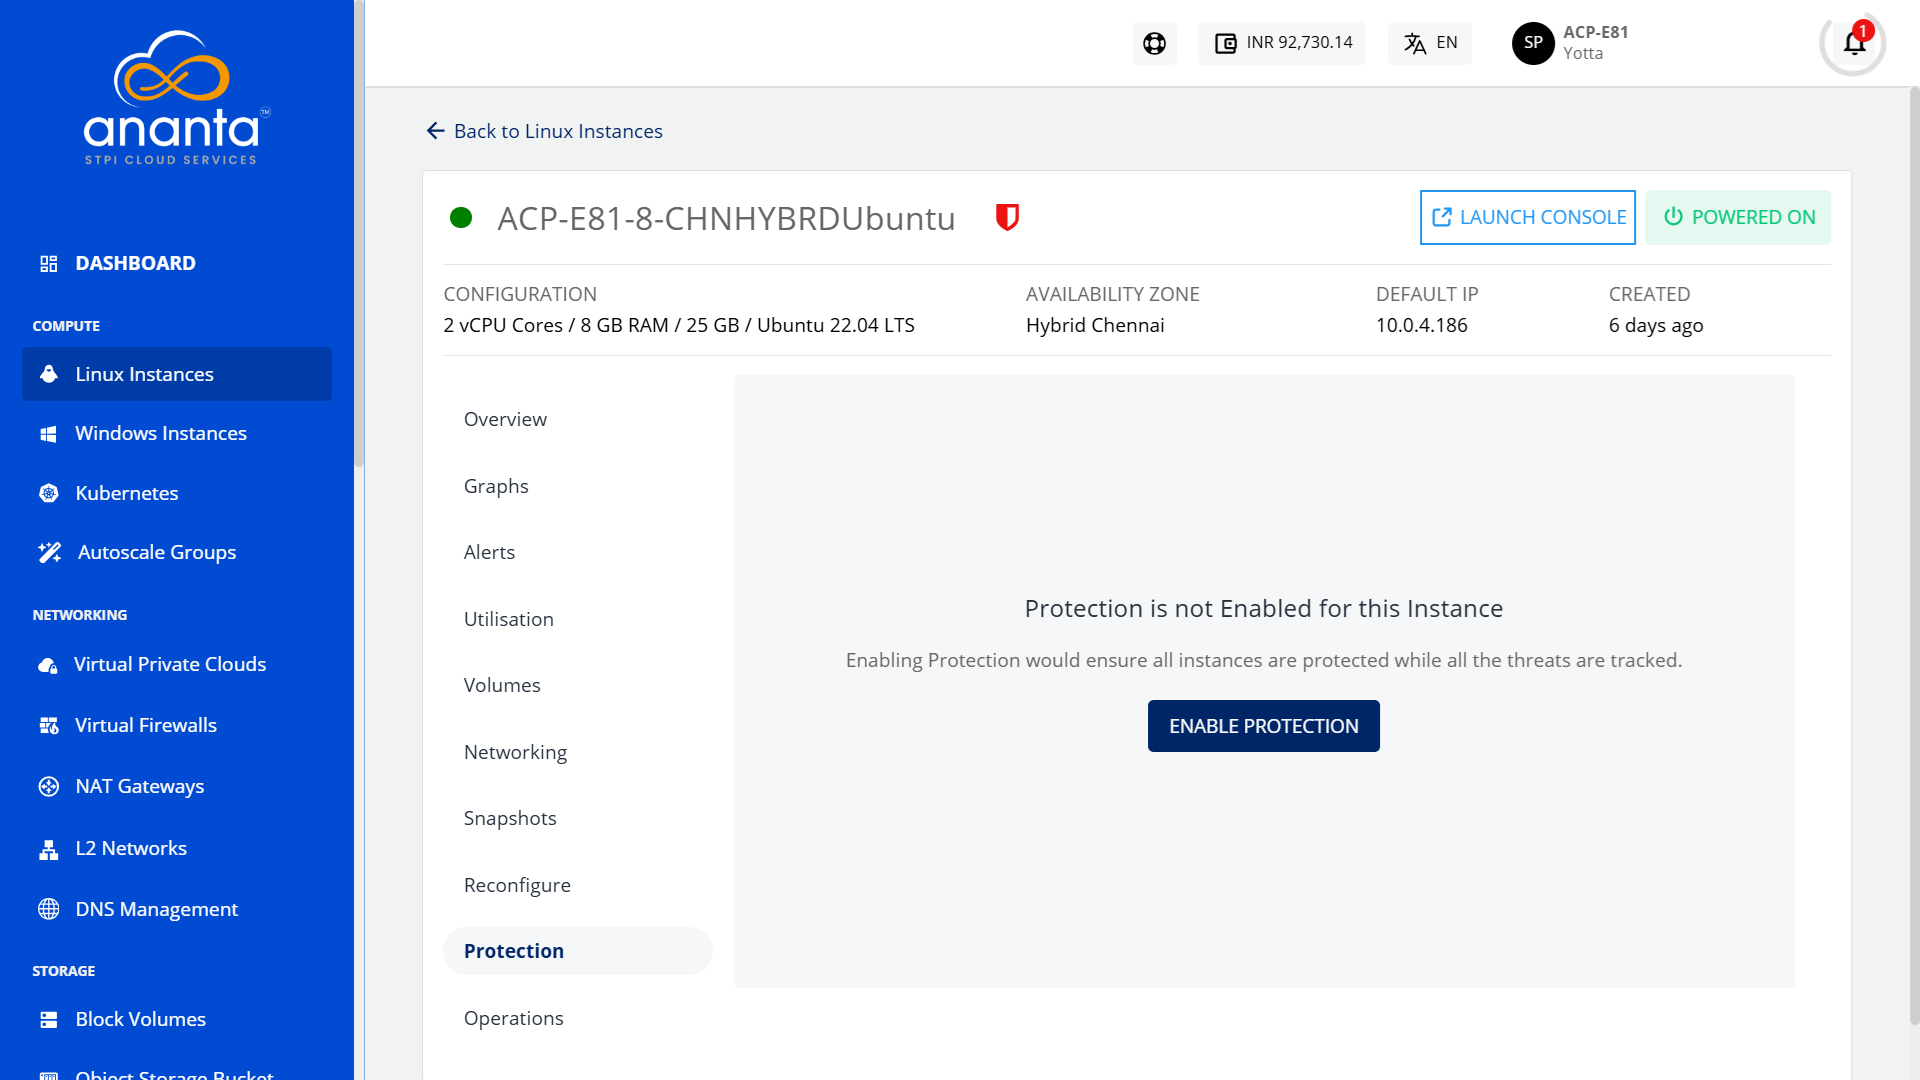 ananta
TM
STPI CLOUD SERVICES
DASHBOARD
COMPUTE
Linux Instances
Windows Instances
Kubernetes
Autoscale Groups
NETWORKING
Virtual Private Clouds
Virtual Firewalls
NAT Gateways
L2 Networks
DNS Management
STORAGE
Block Volumes
Object Storage Bucket
INR 92,730.14
EN
SP
ACP-E81
Yotta
1
Back to Linux Instances
ACP-E81-8-CHNHYBRDUbuntu
LAUNCH CONSOLE
POWERED ON
CONFIGURATION
2 vCPU Cores / 8 GB RAM / 25 GB / Ubuntu 22.04 LTS
AVAILABILITY ZONE
Hybrid Chennai
DEFAULT IP
10.0.4.186
CREATED
6 days ago
Overview
Graphs
Alerts
Utilisation
Volumes
Networking
Snapshots
Reconfigure
Protection
Operations
Protection is not Enabled for this Instance
Enabling Protection would ensure all instances are protected while all the threats are tracked.
ENABLE PROTECTION